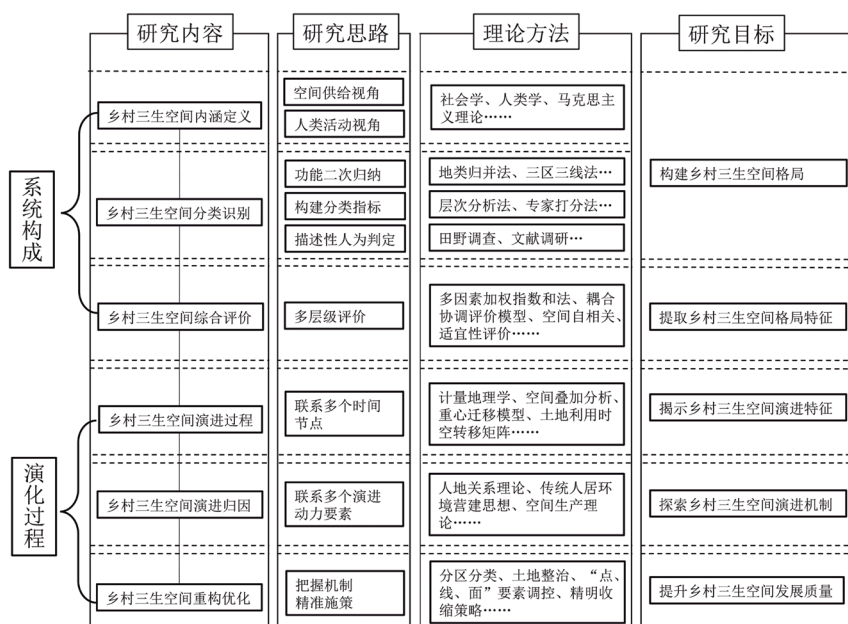 研究内容
研究思路
理论方法
研究目标
系统构成
乡村三生空间内涵定义
空间供给视角
人类活动视角
社会学、人类学、马克思主
义理论……
乡村三生空间分类识别
功能二次归纳
构建分类指标
描述性人为判定
地类归并法、三区三线法…
层次分析法、专家打分法…
田野调查、文献调研…
构建乡村三生空间格局
乡村三生空间综合评价
多层级评价
多因素加权指数和法、耦合
协调评价模型、空间自相关、
适宜性评价……
提取乡村三生空间格局特征
演化过程
乡村三生空间演进过程
联系多个时间
节点
计量地理学、空间叠加分析、
重心迁移模型、土地利用时
空转移矩阵……
揭示乡村三生空间演进特征
乡村三生空间演进归因
联系多个演进
动力要素
人地关系理论、传统人居环
境营建思想、空间生产理
论……
探索乡村三生空间演进机制
乡村三生空间重构优化
把握机制
精准施策
分区分类、土地整治、“点、
线、面”要素调控、精明收
缩策略……
提升乡村三生空间发展质量